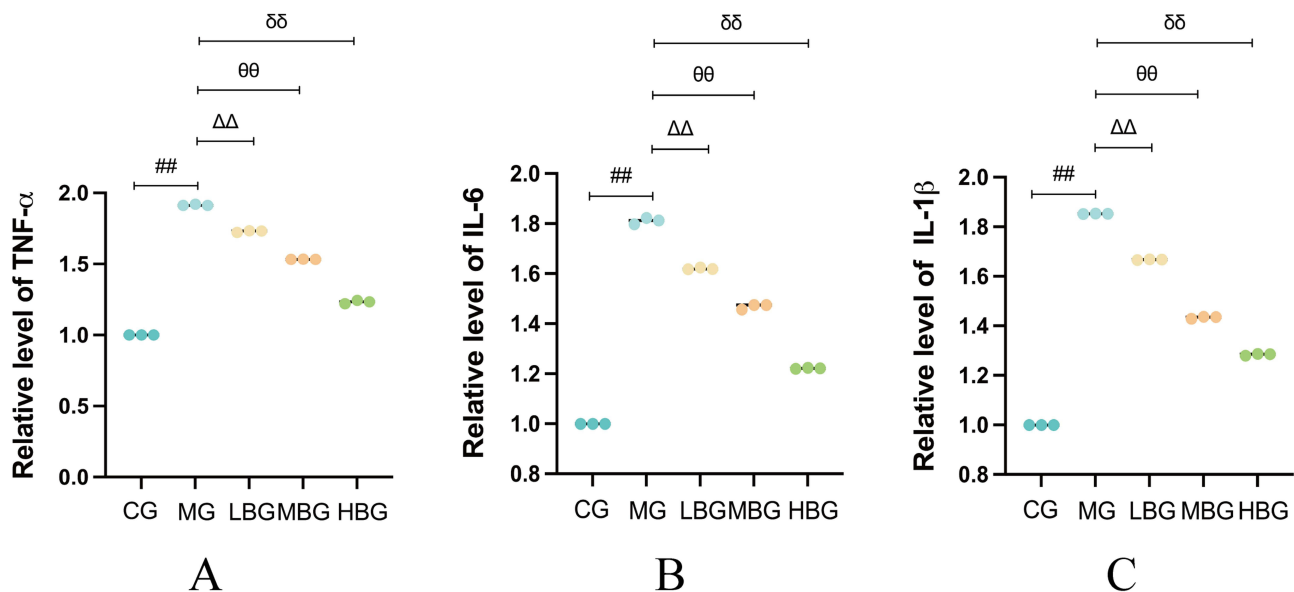 δδ
θθ
ΔΔ
##
Relative level of TNF-α
2.0
1.5
1.0
0.5
0.0
CG MG LBG MBG HBG
A
δδ
θθ
ΔΔ
##
Relative level of IL-6
2.0
1.8
1.6
1.4
1.2
1.0
0.8
CG MG LBG MBG HBG
B
δδ
θθ
ΔΔ
##
Relative level of IL-1β
2.0
1.8
1.6
1.4
1.2
1.0
0.8
CG MG LBG MBG HBG
C